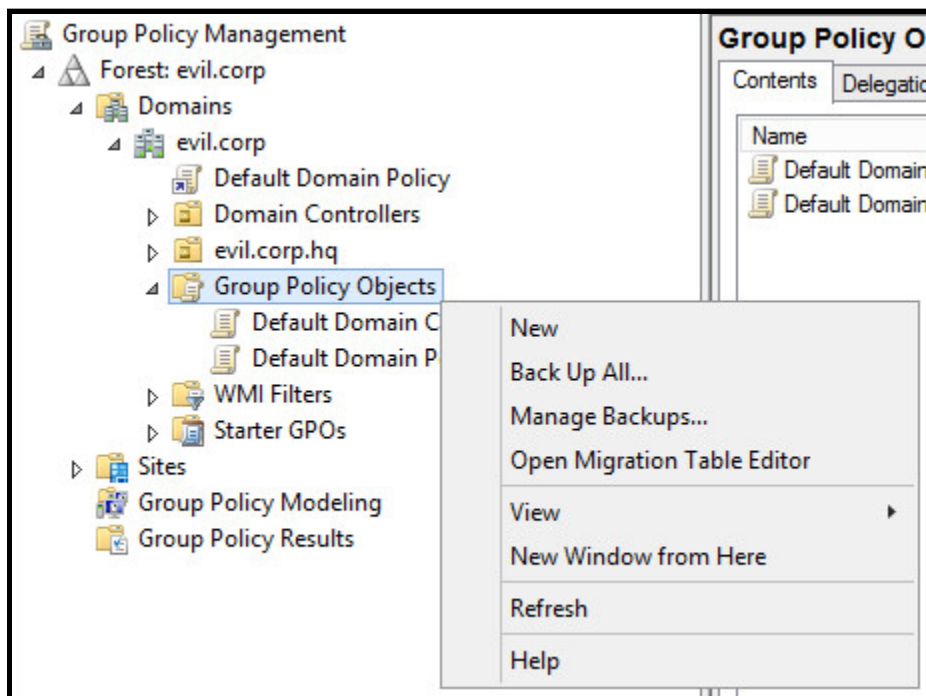 Group Policy Management
Forest: evil.corp
Domains
evil.corp
Default Domain Policy
Domain Controllers
evil.corp.hq
Group Policy Objects
Default Domain C
Default Domain P
WMI Filters
Starter GPOs
Sites
Group Policy Modeling
Group Policy Results
New
Back Up All...
Manage Backups...
Open Migration Table Editor
View
New Window from Here
Refresh
Help
Group Policy O
Contents Delegatio
Name
Default Domain
Default Domain